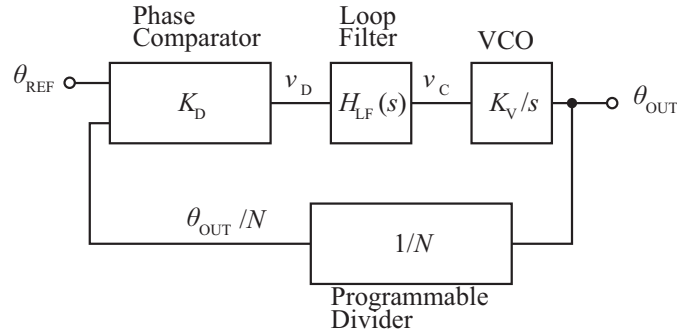 Phase
Comparator
Loop
Filter
VCO
θREF
KD
vD
HLF(s)
vC
KV/s
θOUT
θOUT /N
1/N
Programmable
Divider